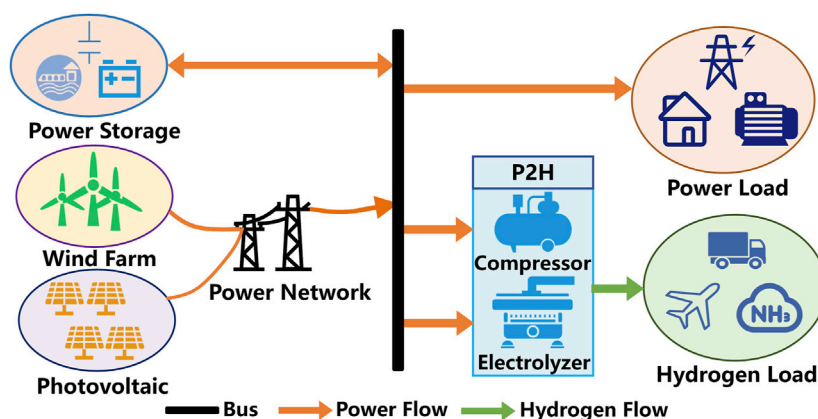 Power Storage
Wind Farm
Photovoltaic
Power Network
P2H
Compressor
Electrolyzer
Power Load
NH₃
Hydrogen Load
Bus
Power Flow
Hydrogen Flow